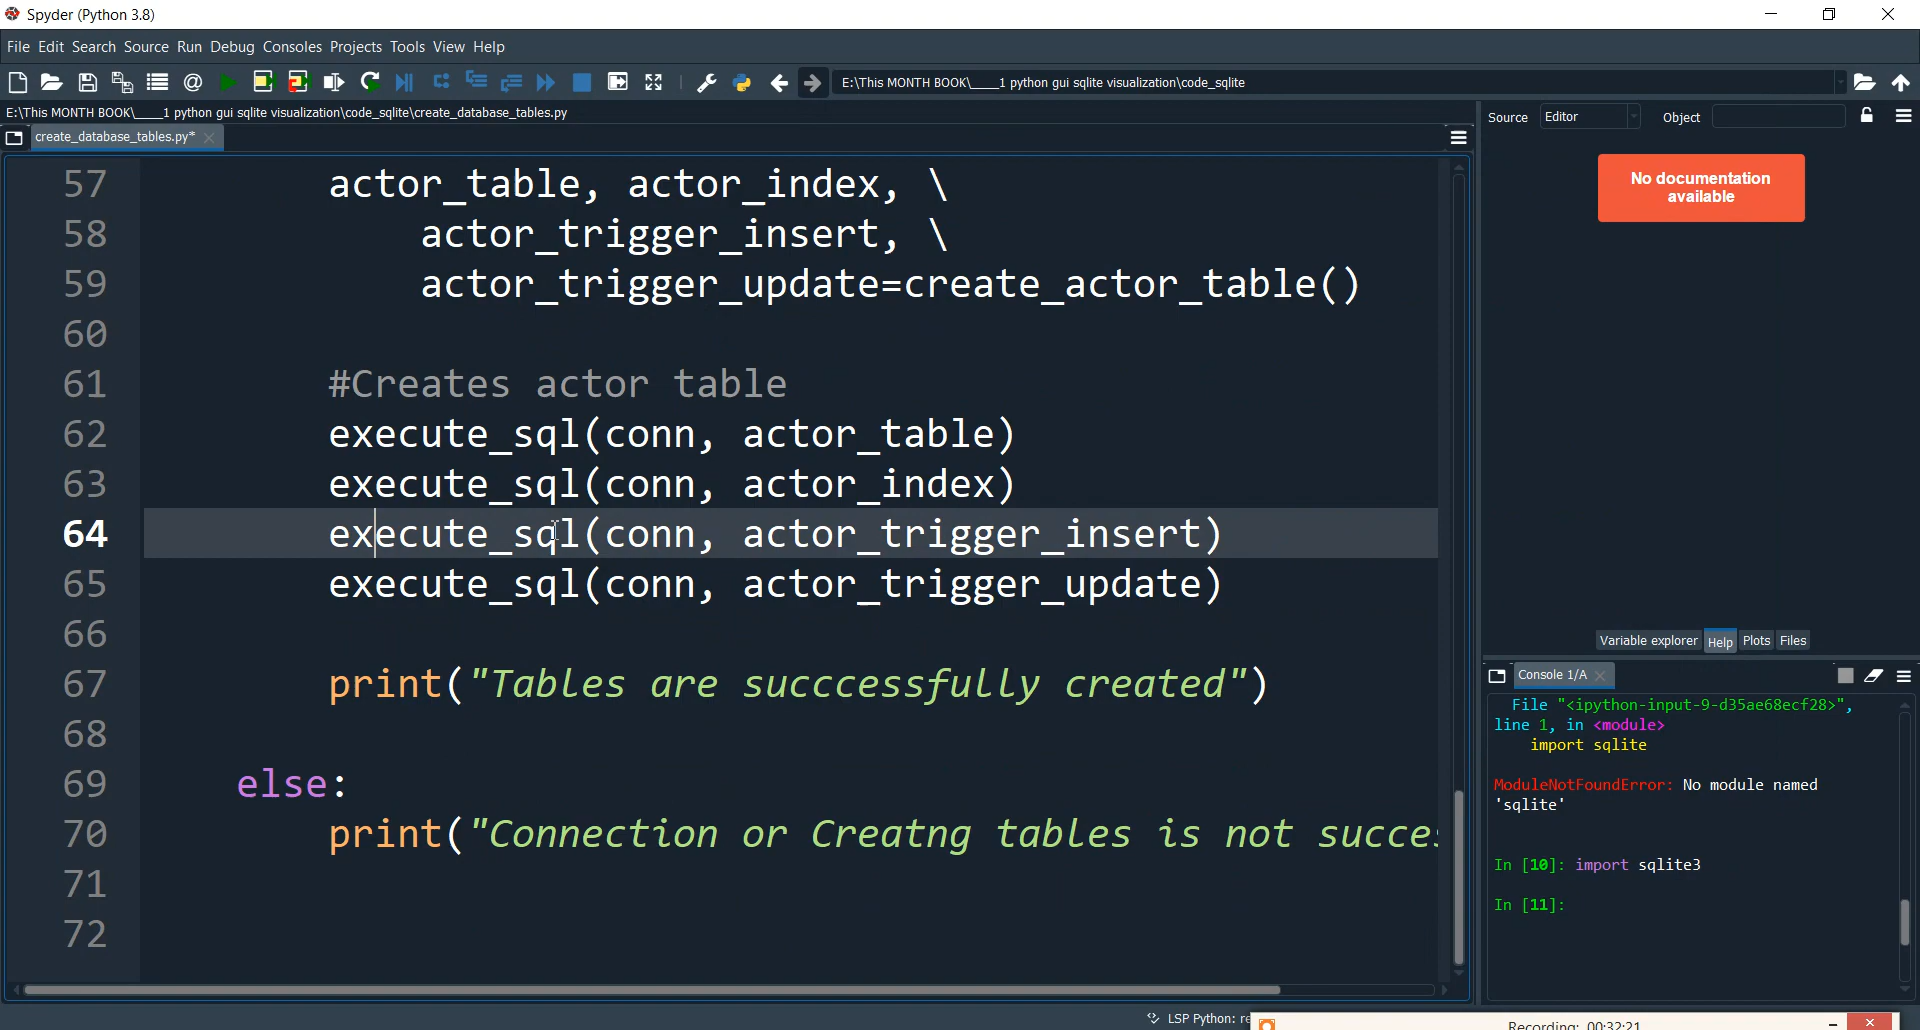 Spyder (Python 3.8)
File Edit Search Source Run Debug Consoles Projects Tools View Help
E:\This MONTH BOOK\____1 python gui sqlite visualization\code_sqlite
E:\This MONTH BOOK\____1 python gui sqlite visualization\code_sqlite\create_database_tables.py
Source Editor Object
create_database_tables.py*
No documentation
available
57 actor_table, actor_index, \
58 actor_trigger_insert, \
59 actor_trigger_update=create_actor_table()
60
61 #Creates actor table
62 execute_sql(conn, actor_table)
63 execute_sql(conn, actor_index)
64 execute_sql(conn, actor_trigger_insert)
65 execute_sql(conn, actor_trigger_update)
66
67 print("Tables are succcessfully created")
68
69 else:
70 print("Connection or Creatng tables is not succes
71
72
Variable explorer Help Plots Files
Console 1/A
File "<ipython-input-9-d35ae68ecf28>",
line 1, in <module>
import sqlite
ModuleNotFoundError: No module named
'sqlite'
In [10]: import sqlite3
In [11]:
LSP Python: re
Recording: 00:32:21